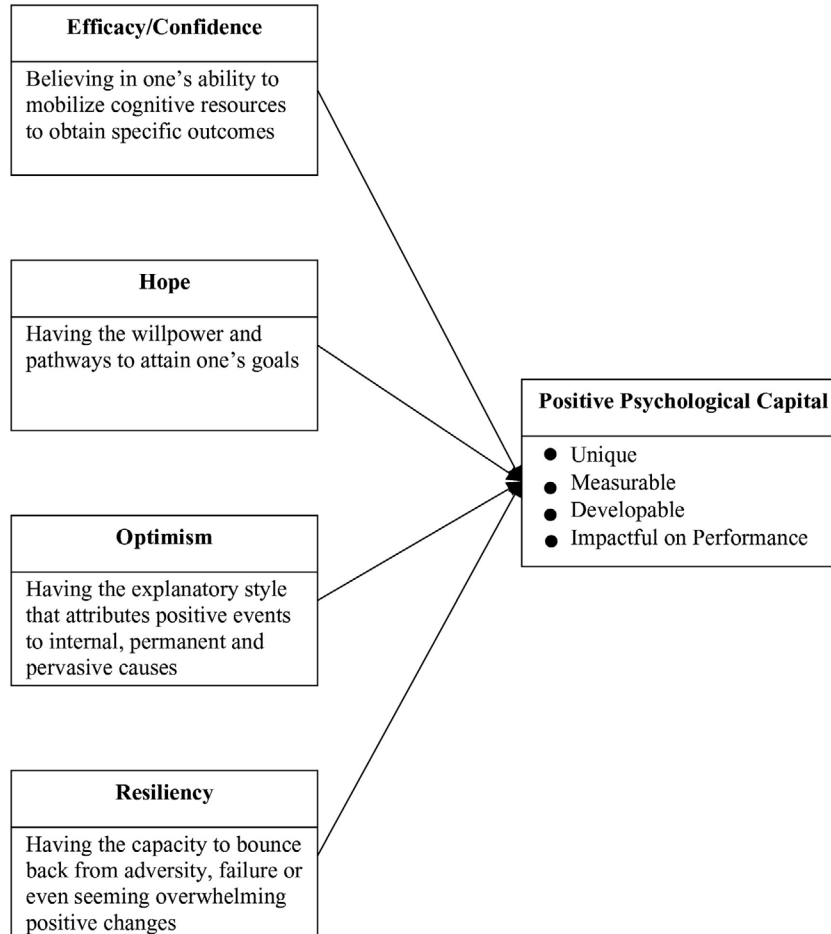 Efficacy/Confidence
Believing in one's ability to
mobilize cognitive resources
to obtain specific outcomes
Hope
Having the willpower and
pathways to attain one's goals
Optimism
Having the explanatory style
that attributes positive events
to internal, permanent and
pervasive causes
Resiliency
Having the capacity to bounce
back from adversity, failure or
even seeming overwhelming
positive changes
Positive Psychological Capital
● Unique
● Measurable
● Developable
● Impactful on Performance